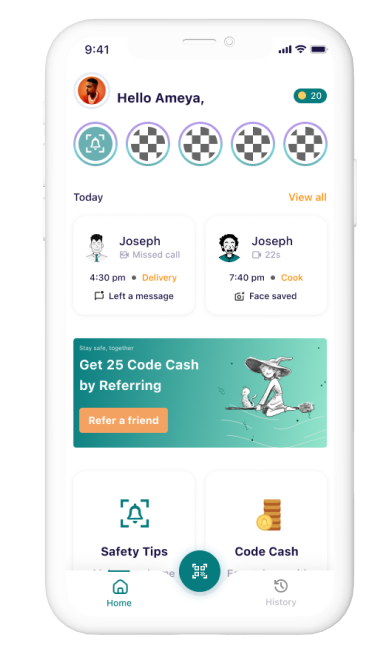 9:41
Hello Ameya,
20
Today
View all
Joseph
Missed call
4:30 pm • Delivery
Left a message
Joseph
22s
7:40 pm • Cook
Face saved
Stay safe, together
Get 25 Code Cash
by Referring
Refer a friend
Safety Tips
Code Cash
Home
History